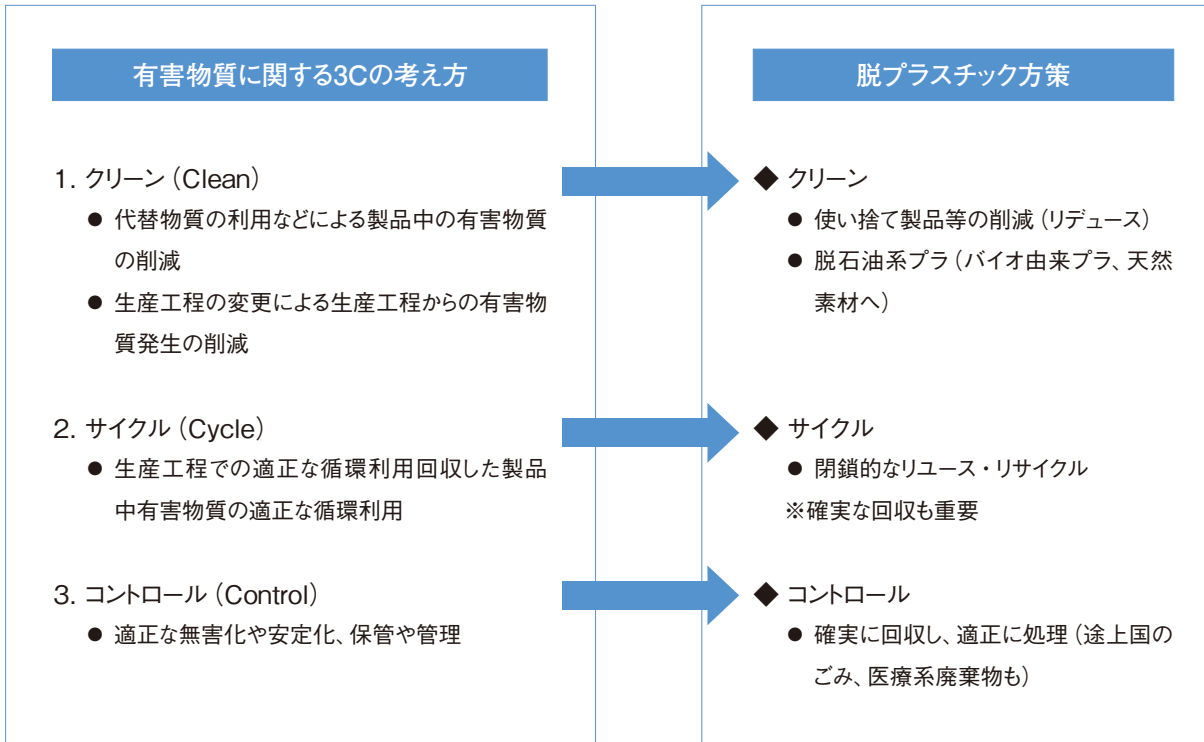 有害物質に関する3Cの考え方
1. クリーン（Clean）
● 代替物質の利用などによる製品中の有害物質
の削減
● 生産工程の変更による生産工程からの有害物
質発生の削減
2. サイクル（Cycle）
● 生産工程での適正な循環利用回収した製品
中有害物質の適正な循環利用
3. コントロール（Control）
● 適正な無害化や安定化、保管や管理
脱プラスチック方策
◆ クリーン
● 使い捨て製品等の削減（リデュース）
● 脱石油系プラ（バイオ由来プラ、天然
素材へ）
◆ サイクル
● 閉鎖的なリユース・リサイクル
※確実な回収も重要
◆ コントロール
● 確実に回収し、適正に処理（途上国の
ごみ、医療系廃棄物も）